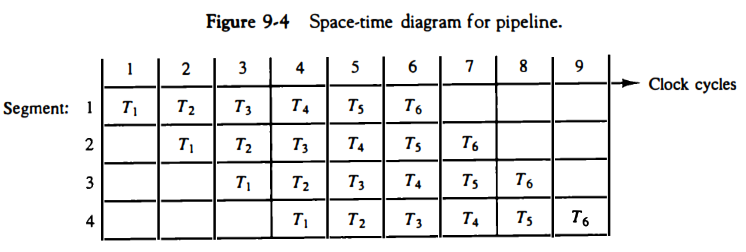 Figure 9-4 Space-time diagram for pipeline.
1 2 3 4 5 6 7 8 9
Clock cycles
Segment: 1 T1 T2 T3 T4 T5 T6
2 T1 T2 T3 T4 T5 T6
3 T1 T2 T3 T4 T5 T6
4 T1 T2 T3 T4 T5 T6